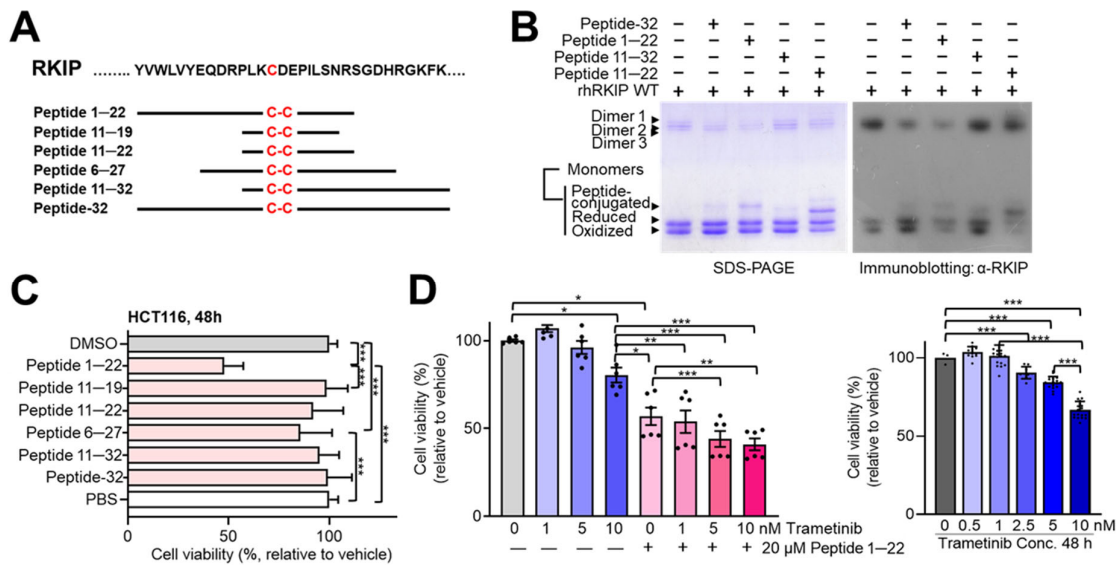 A
RKIP ........ YVWLVYEQDRPLKCDEPILSNRSGDHRGKFK....
Peptide 1—22 C-C
Peptide 11—19 C-C
Peptide 11—22 C-C
Peptide 6—27 C-C
Peptide 11—32 C-C
Peptide-32 C-C
B
Peptide-32 – + – – – – + – – –
Peptide 1—22 – – + – – – – + – –
Peptide 11—32 – – – + – – – – + –
Peptide 11—22 – – – – + – – – – +
rhRKIP WT + + + + + + + + + +
Dimer 1
Dimer 2
Dimer 3
Monomers
Peptide-
conjugated
Reduced
Oxidized
SDS-PAGE Immunoblotting: α-RKIP
C
HCT116, 48h
DMSO
Peptide 1—22
Peptide 11—19
Peptide 11—22
Peptide 6—27
Peptide 11—32
Peptide-32
PBS
*** *** *** *** ***
0 50 100
Cell viability (%, relative to vehicle)
D
Cell viability (%)
(relative to vehicle)
100
50
0
*
*
***
***
**
*
**
***
0 1 5 10 0 1 5 10 nM Trametinib
— — — — + + + + 20 μM Peptide 1—22
Cell viability (%)
(relative to vehicle)
100
50
0
***
***
***
***
***
0 0.5 1 2.5 5 10 nM
Trametinib Conc. 48 h